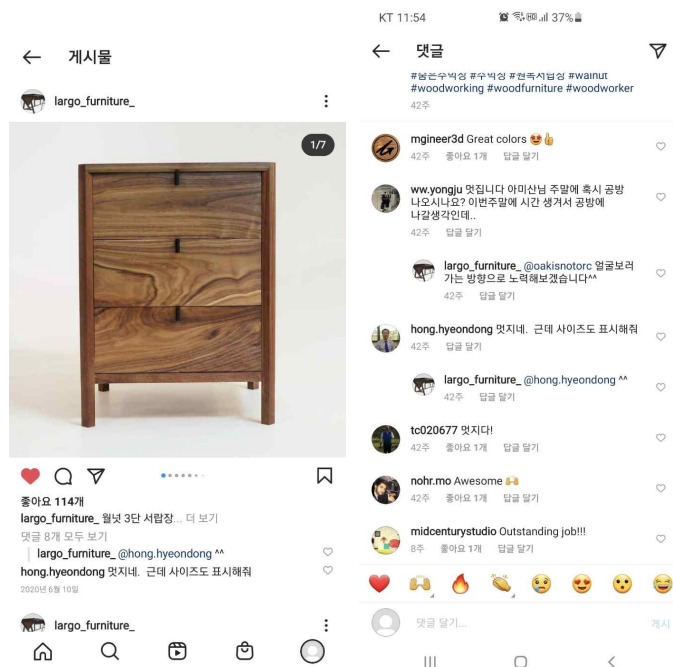 게시물
largo_furniture_
1/7
좋아요 114개
largo_furniture_ 월넛 3단 서랍장... 더 보기
댓글 8개 모두 보기
largo_furniture_ @hong.hyeondong ^^
hong.hyeondong 멋지네. 근데 사이즈도 표시해줘
2020년 6월 10일
largo_furniture_
KT 11:54
37%
댓글
#walnut
#woodworking #woodfurniture #woodworker
42주
mgineer3d Great colors 😍👍
42주 좋아요 1개 답글 달기
ww.yongju 멋집니다 아미산님 주말에 혹시 공방
나오시나요? 이번주말에 시간 생겨서 공방에
나갈생각인데..
42주 답글 달기
largo_furniture_ @oakisnotorc 얼굴보러
가는 방향으로 노력해보겠습니다^^
42주 답글 달기
hong.hyeondong 멋지네. 근데 사이즈도 표시해줘
42주 답글 달기
largo_furniture_ @hong.hyeondong ^^
42주 답글 달기
tc020677 멋지다!
42주 좋아요 1개 답글 달기
nohr.mo Awesome 🙌
42주 좋아요 1개 답글 달기
midcenturystudio Outstanding job!!!
8주 좋아요 1개 답글 달기
댓글 달기...
게시